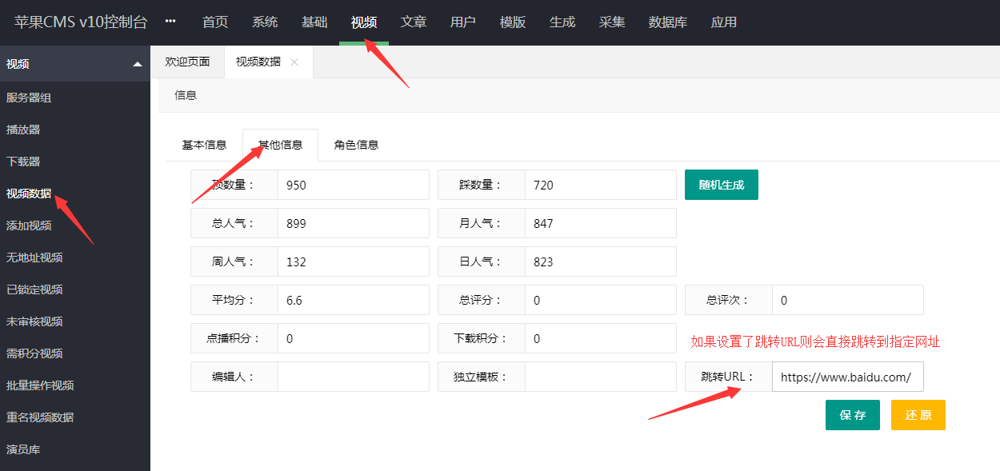 苹果CMS v10控制台 ··· 首页 系统 基础 视频 文章 用户 模版 生成 采集 数据库 应用
视频
服务器组
播放器
下载器
视频数据
添加视频
无地址视频
已锁定视频
未审核视频
需积分视频
批量操作视频
重名视频数据
演员库
欢迎页面 视频数据 ×
信息
基本信息 其他信息 角色信息
顶数量： 950 踩数量： 720 随机生成
总人气： 899 月人气： 847
周人气： 132 日人气： 823
平均分： 6.6 总评分： 0 总评次： 0
点播积分： 0 下载积分： 0 如果设置了跳转URL则会直接跳转到指定网址
编辑人： 独立模板： 跳转URL： https://www.baidu.com/
保 存 还 原